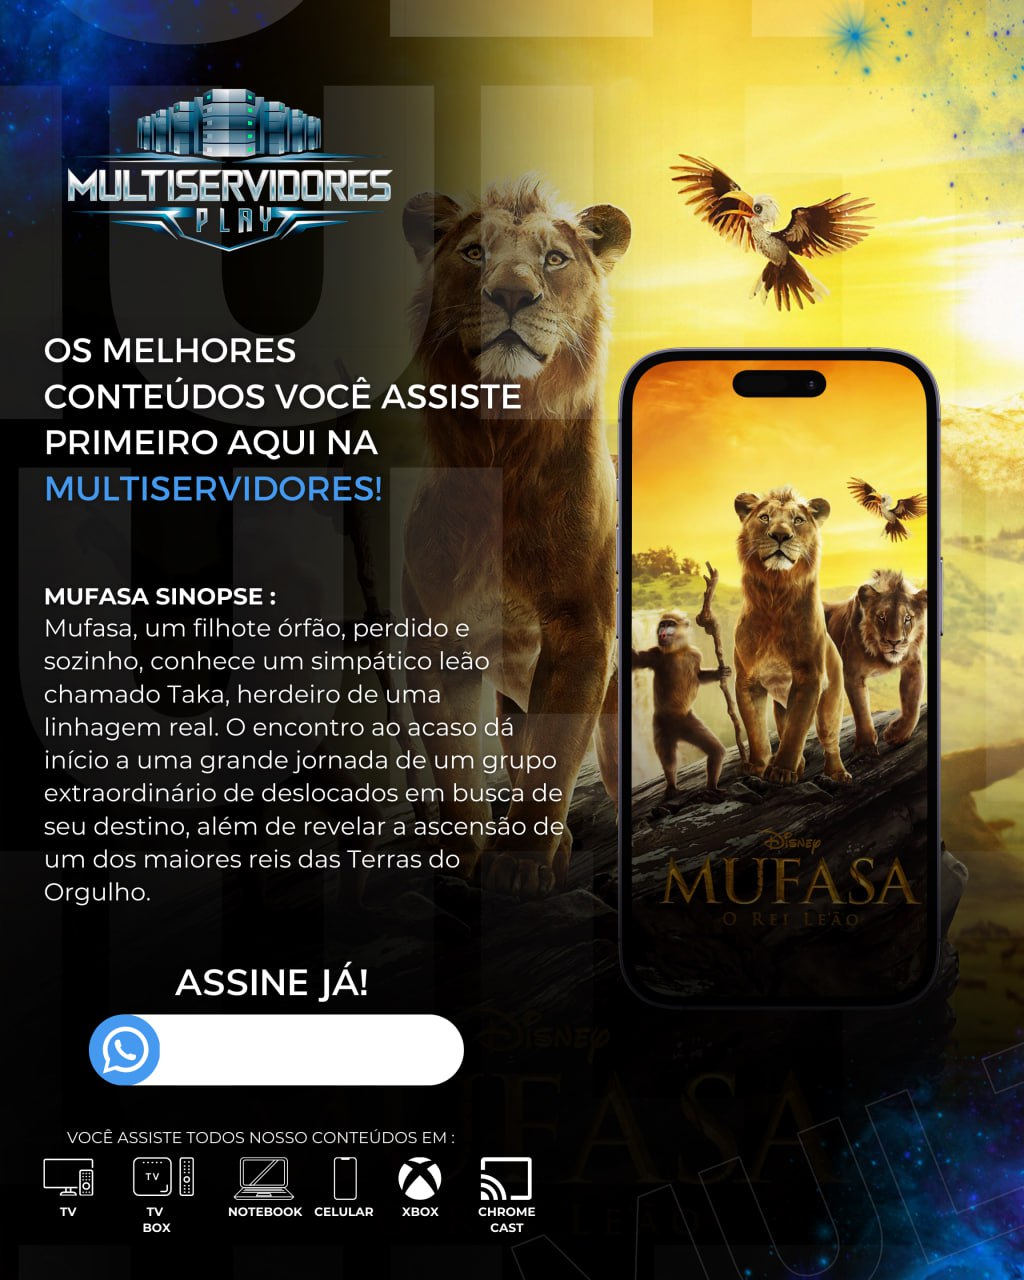 MULTISERVIDORES
PLAY
OS MELHORES
CONTEÚDOS VOCÊ ASSISTE
PRIMEIRO AQUI NA
MULTISERVIDORES!
MUFASA SINOPSE :
Mufasa, um filhote órfão, perdido e
sozinho, conhece um simpático leão
chamado Taka, herdeiro de uma
linhagem real. O encontro ao acaso dá
início a uma grande jornada de um grupo
extraordinário de deslocados em busca de
seu destino, além de revelar a ascensão de
um dos maiores reis das Terras do
Orgulho.
DISNEY
MUFASA
O REI LEÃO
ASSINE JÁ!
DISNEY
MUFASA
REI LEÃO
VOCÊ ASSISTE TODOS NOSSO CONTEÚDOS EM :
TV
TV
TV
BOX
NOTEBOOK
CELULAR
XBOX
CHROME
CAST